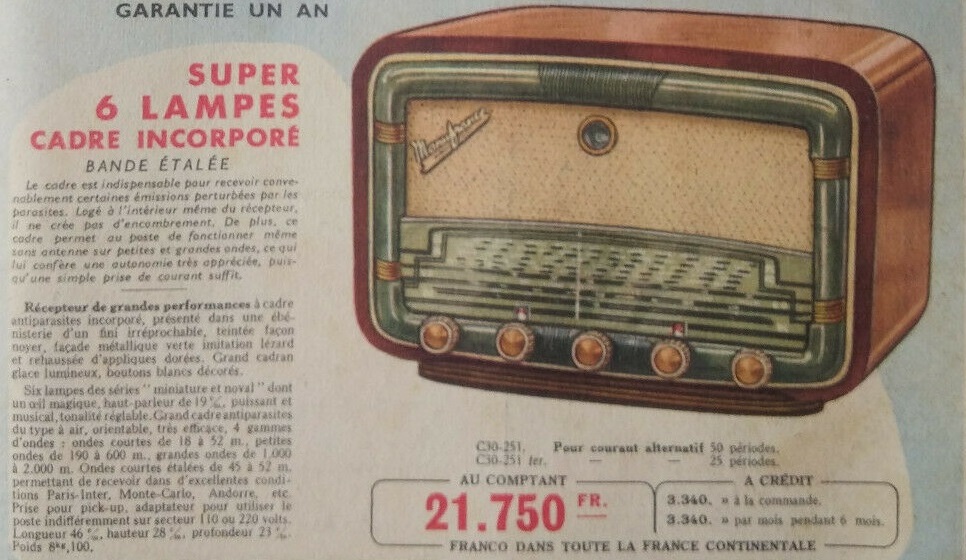 GARANTIE UN AN
SUPER
6 LAMPES
CADRE INCORPORÉ
BANDE ÉTALÉE
Le cadre est indispensable pour recevoir conve-
nablement certaines émissions perturbées par les
parasites. Logé à l'intérieur même du récepteur,
il ne crée pas d'encombrement. De plus, ce
cadre permet au poste de fonctionner même
sans antenne sur petites et grandes ondes, ce qui
lui confère une autonomie très appréciée, puis-
qu'une simple prise de courant suffit.
Récepteur de grandes performances à cadre
antiparasites incorporé, présenté dans une ébé-
nisterie d'un fini irréprochable, teintée façon
noyer, façade métallique verte imitation lézard
et rehaussée d'appliques dorées. Grand cadran
glace lumineux, boutons blancs décorés.
Six lampes des séries "miniature et noval" dont
un œil magique, haut-parleur de 19 c/m, puissant et
musical, tonalité réglable. Grand cadre antiparasites
du type à air, orientable, très efficace, 4 gammes
d'ondes : ondes courtes de 18 à 52 m., petites
ondes de 190 à 600 m., grandes ondes de 1.000
à 2.000 m. Ondes courtes étalées de 45 à 52 m.
permettant de recevoir dans d'excellentes condi-
tions Paris-Inter, Monte-Carlo, Andorre, etc.
Prise pour pick-up, adaptateur pour utiliser le
poste indifféremment sur secteur 110 ou 220 volts.
Longueur 46 c/m, hauteur 28 c/m, profondeur 23 c/m.
Poids 8kg,100.
Manufrance
C30-251. Pour courant alternatif 50 périodes.
C30-251 ter. — — 25 périodes.
AU COMPTANT
21.750 FR.
A CRÉDIT
3.340. » à la commande.
3.340. » par mois pendant 6 mois.
FRANCO DANS TOUTE LA FRANCE CONTINENTALE